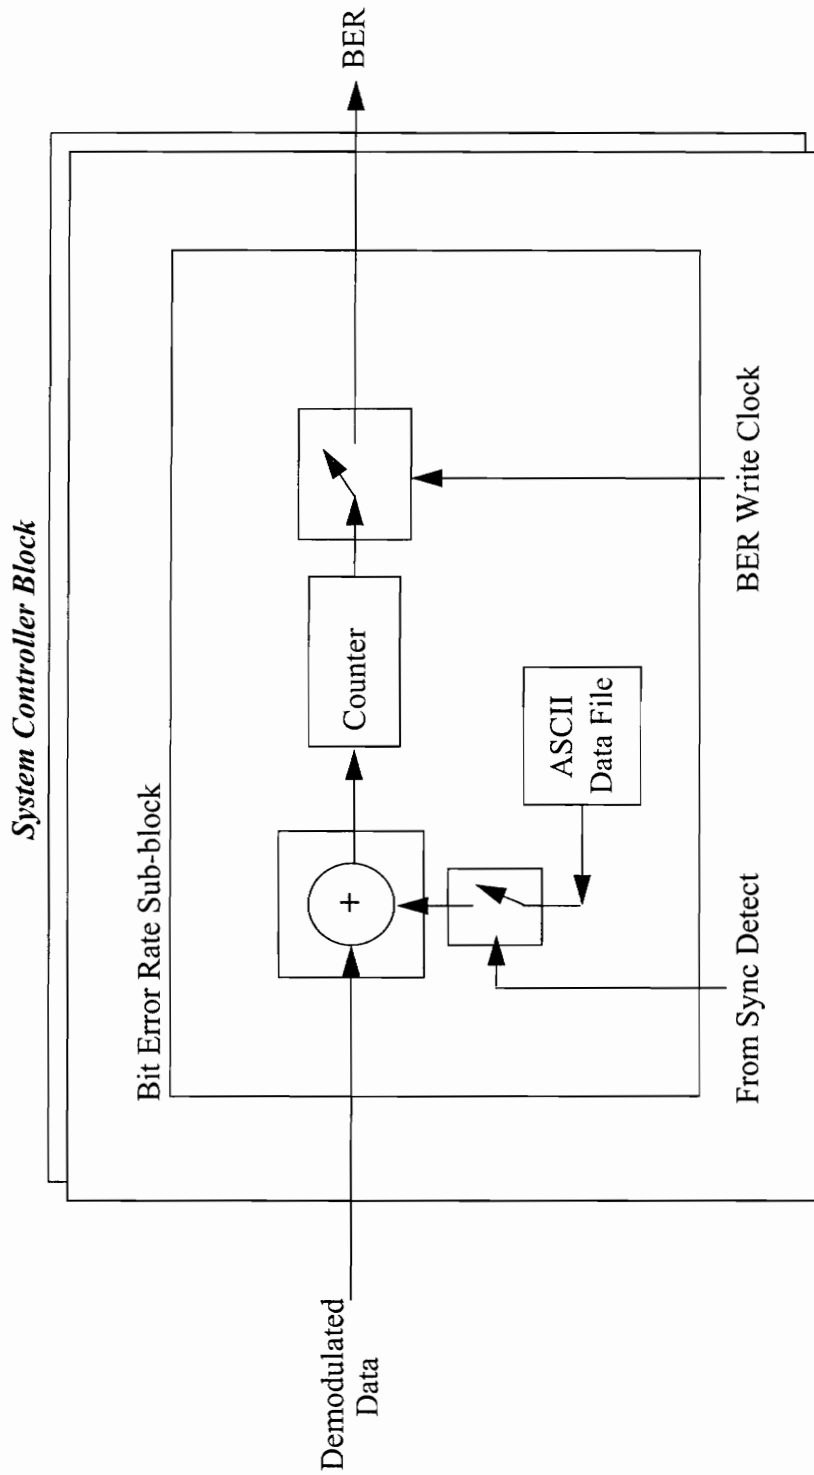 System Controller Block
Bit Error Rate Sub-block
Demodulated
Data
+
Counter
BER
ASCII
Data File
From Sync Detect
BER Write Clock